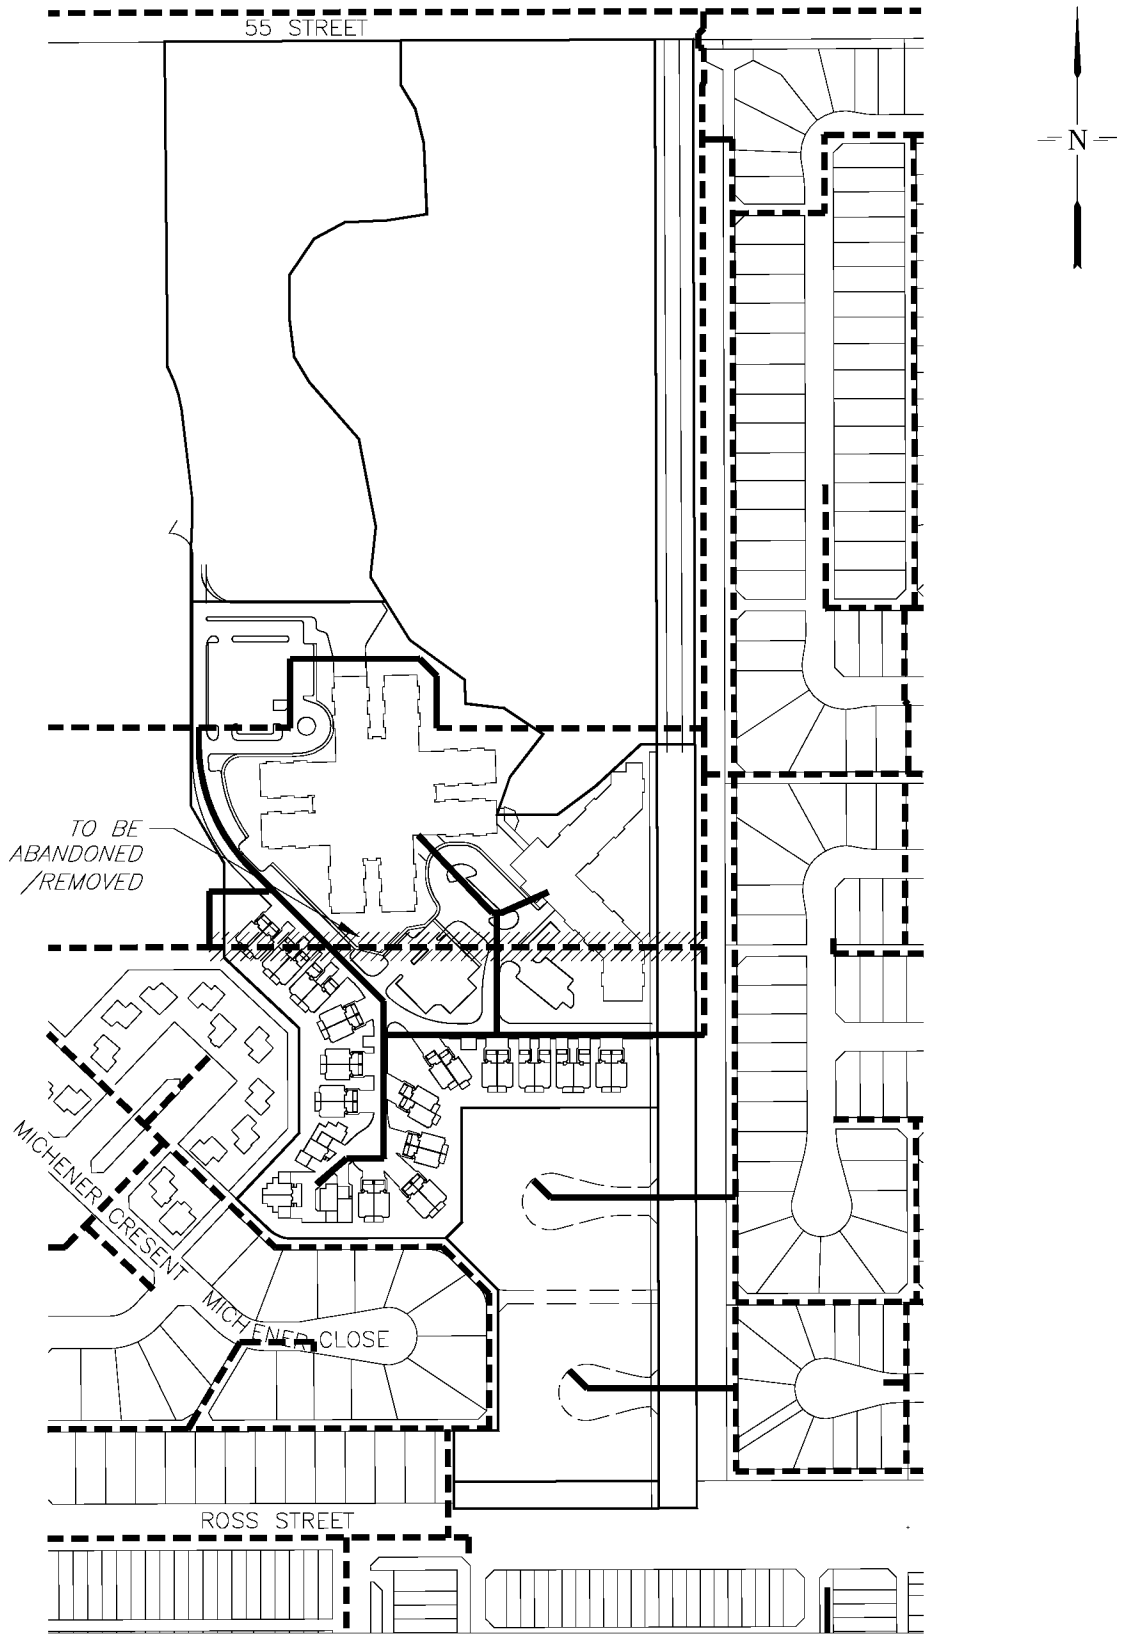 55 STREET
N
TO BE
ABANDONED
/REMOVED
MICHENER CRESENT
MICHENER CLOSE
ROSS STREET